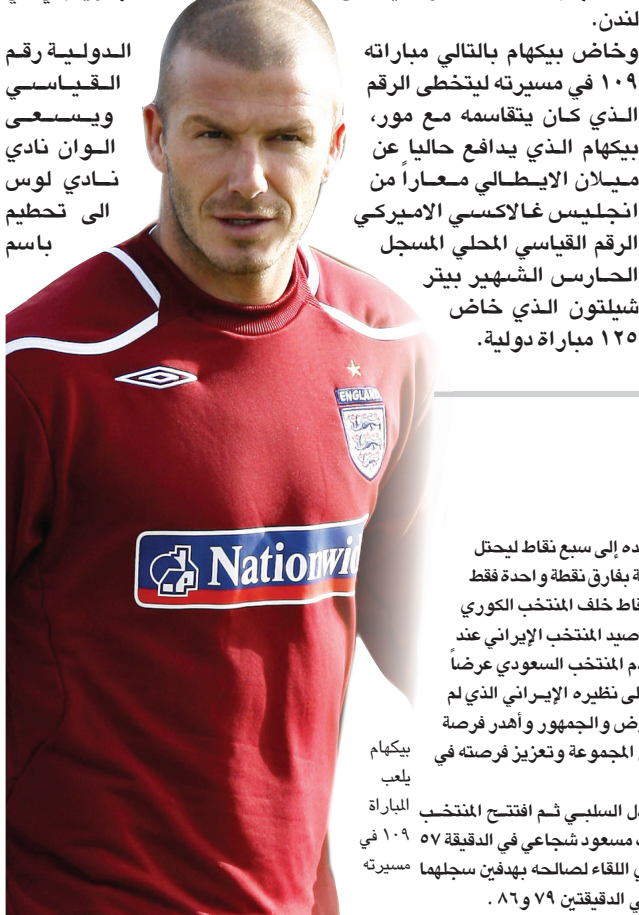 لندن.
وخاض بيكهام بالتالي مباراته
١٠٩ في مسيرته ليتخطى الرقم
الذي كان يتقاسمه مع مور،
بيكهام الذي يدافع حاليا عن
ميلان الايطالي معاراً من
انجليس غالاكسي الاميركي
الرقم القياسي المحلي المسجل
الحارس الشهير بيتر
شيلتون الذي خاض
١٢٥ مباراة دولية.
الدولية رقم
القياسي
ويسعى
الوان نادي
نادي لوس
الى تحطيم
باسم
ENGLAND
Nationwid
ده إلى سبع نقاط ليحتل
ة بفارق نقطة واحدة فقط
قاط خلف المنتخب الكوري
صيد المنتخب الإيراني عند
م المنتخب السعودي عرضاً
لى نظيره الإيراني الذي لم
رض والجمهور وأهدر فرصة
المجموعة وتعزيز فرصته في
دل السلبي ثم افتتح المنتخب
مسعود شجاعي في الدقيقة ٥٧
ي اللقاء لصالحه بهدفين سجلهما
ي الدقيقتين ٧٩ و٨٦ .
بيكهام
يلعب
المباراة
١٠٩ في
مسيرته